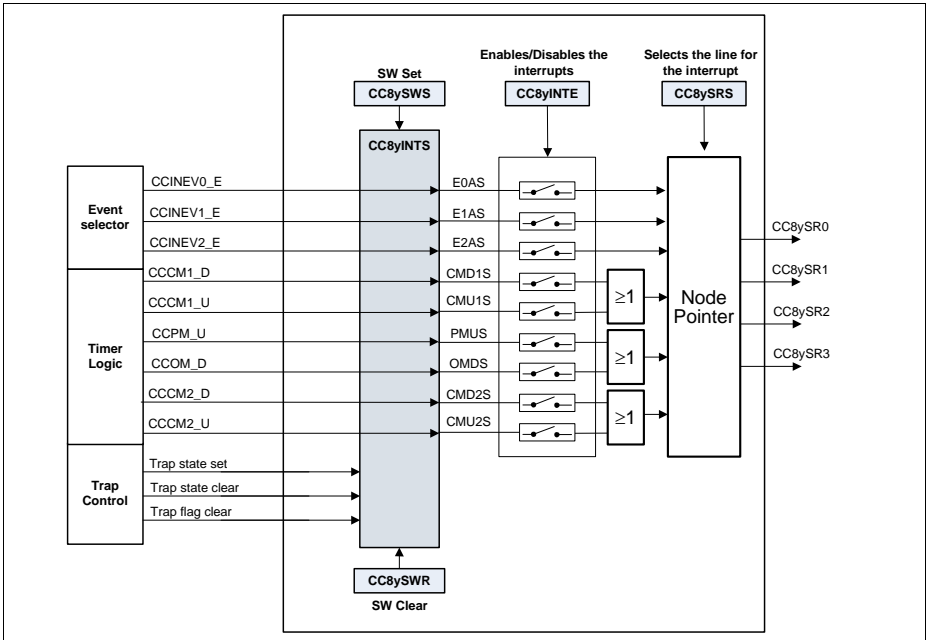 Enables/Disables the
interrupts
CC8yINTE
Selects the line for
the interrupt
CC8ySRS
SW Set
CC8ySWS
CC8yINTS
Event
selector
CCINEV0_E
CCINEV1_E
CCINEV2_E
Timer
Logic
CCCM1_D
CCCM1_U
CCPM_U
CCOM_D
CCCM2_D
CCCM2_U
Trap
Control
Trap state set
Trap state clear
Trap flag clear
E0AS
E1AS
E2AS
CMD1S
CMU1S
PMUS
OMDS
CMD2S
CMU2S
≥1
≥1
≥1
Node
Pointer
CC8ySR0
CC8ySR1
CC8ySR2
CC8ySR3
CC8ySWR
SW Clear